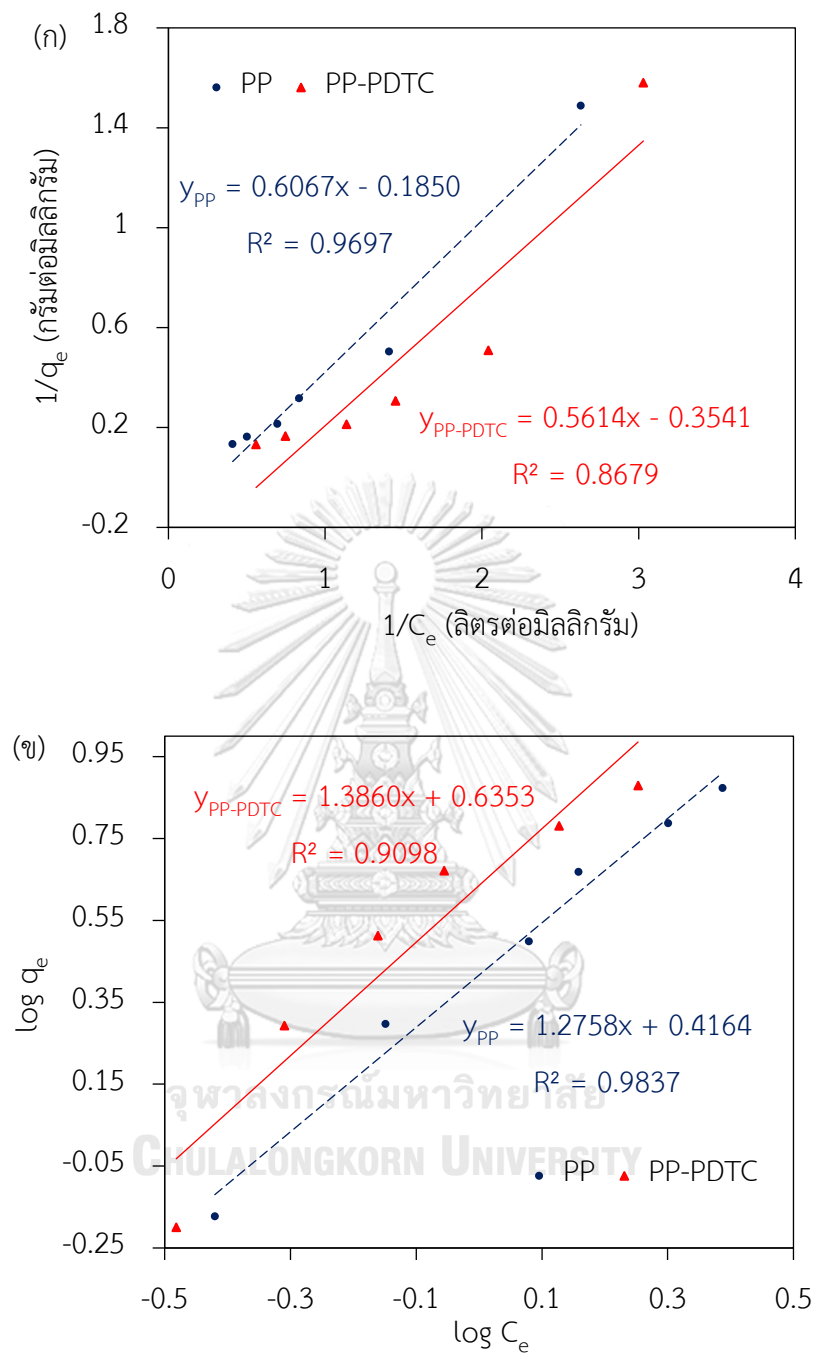 (ก)
1.8
PP PP-PDTC
1.4
y_PP = 0.6067x - 0.1850
R² = 0.9697
1
0.6
0.2
-0.2
y_PP-PDTC = 0.5614x - 0.3541
R² = 0.8679
1/q_e (กรัมต่อมิลลิกรัม)
0 1 2 3 4
1/C_e (ลิตรต่อมิลลิกรัม)
(ข)
0.95
0.75
0.55
0.35
0.15
-0.05
-0.25
y_PP-PDTC = 1.3860x + 0.6353
R² = 0.9098
log q_e
y_PP = 1.2758x + 0.4164
R² = 0.9837
จุฬาลงกรณ์มหาวิทยาลัย
CHULALONGKORN UNIVERSITY
PP PP-PDTC
-0.5 -0.3 -0.1 0.1 0.3 0.5
log C_e